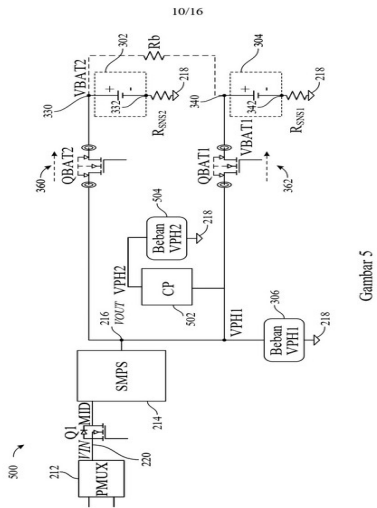 10/16
500
212
PMUX
VIN
220
Q1
MID
214
SMPS
216
VOUT
VPH2
504
Beban
VPH2
218
CP
502
VPH1
306
Beban
VPH1
218
360
QBAT2
330
VBAT2
302
+
-
332
RSNS2
218
Rb
340
QBAT1
362
VBAT1
304
+
-
342
RSNS1
218
Gambar 5